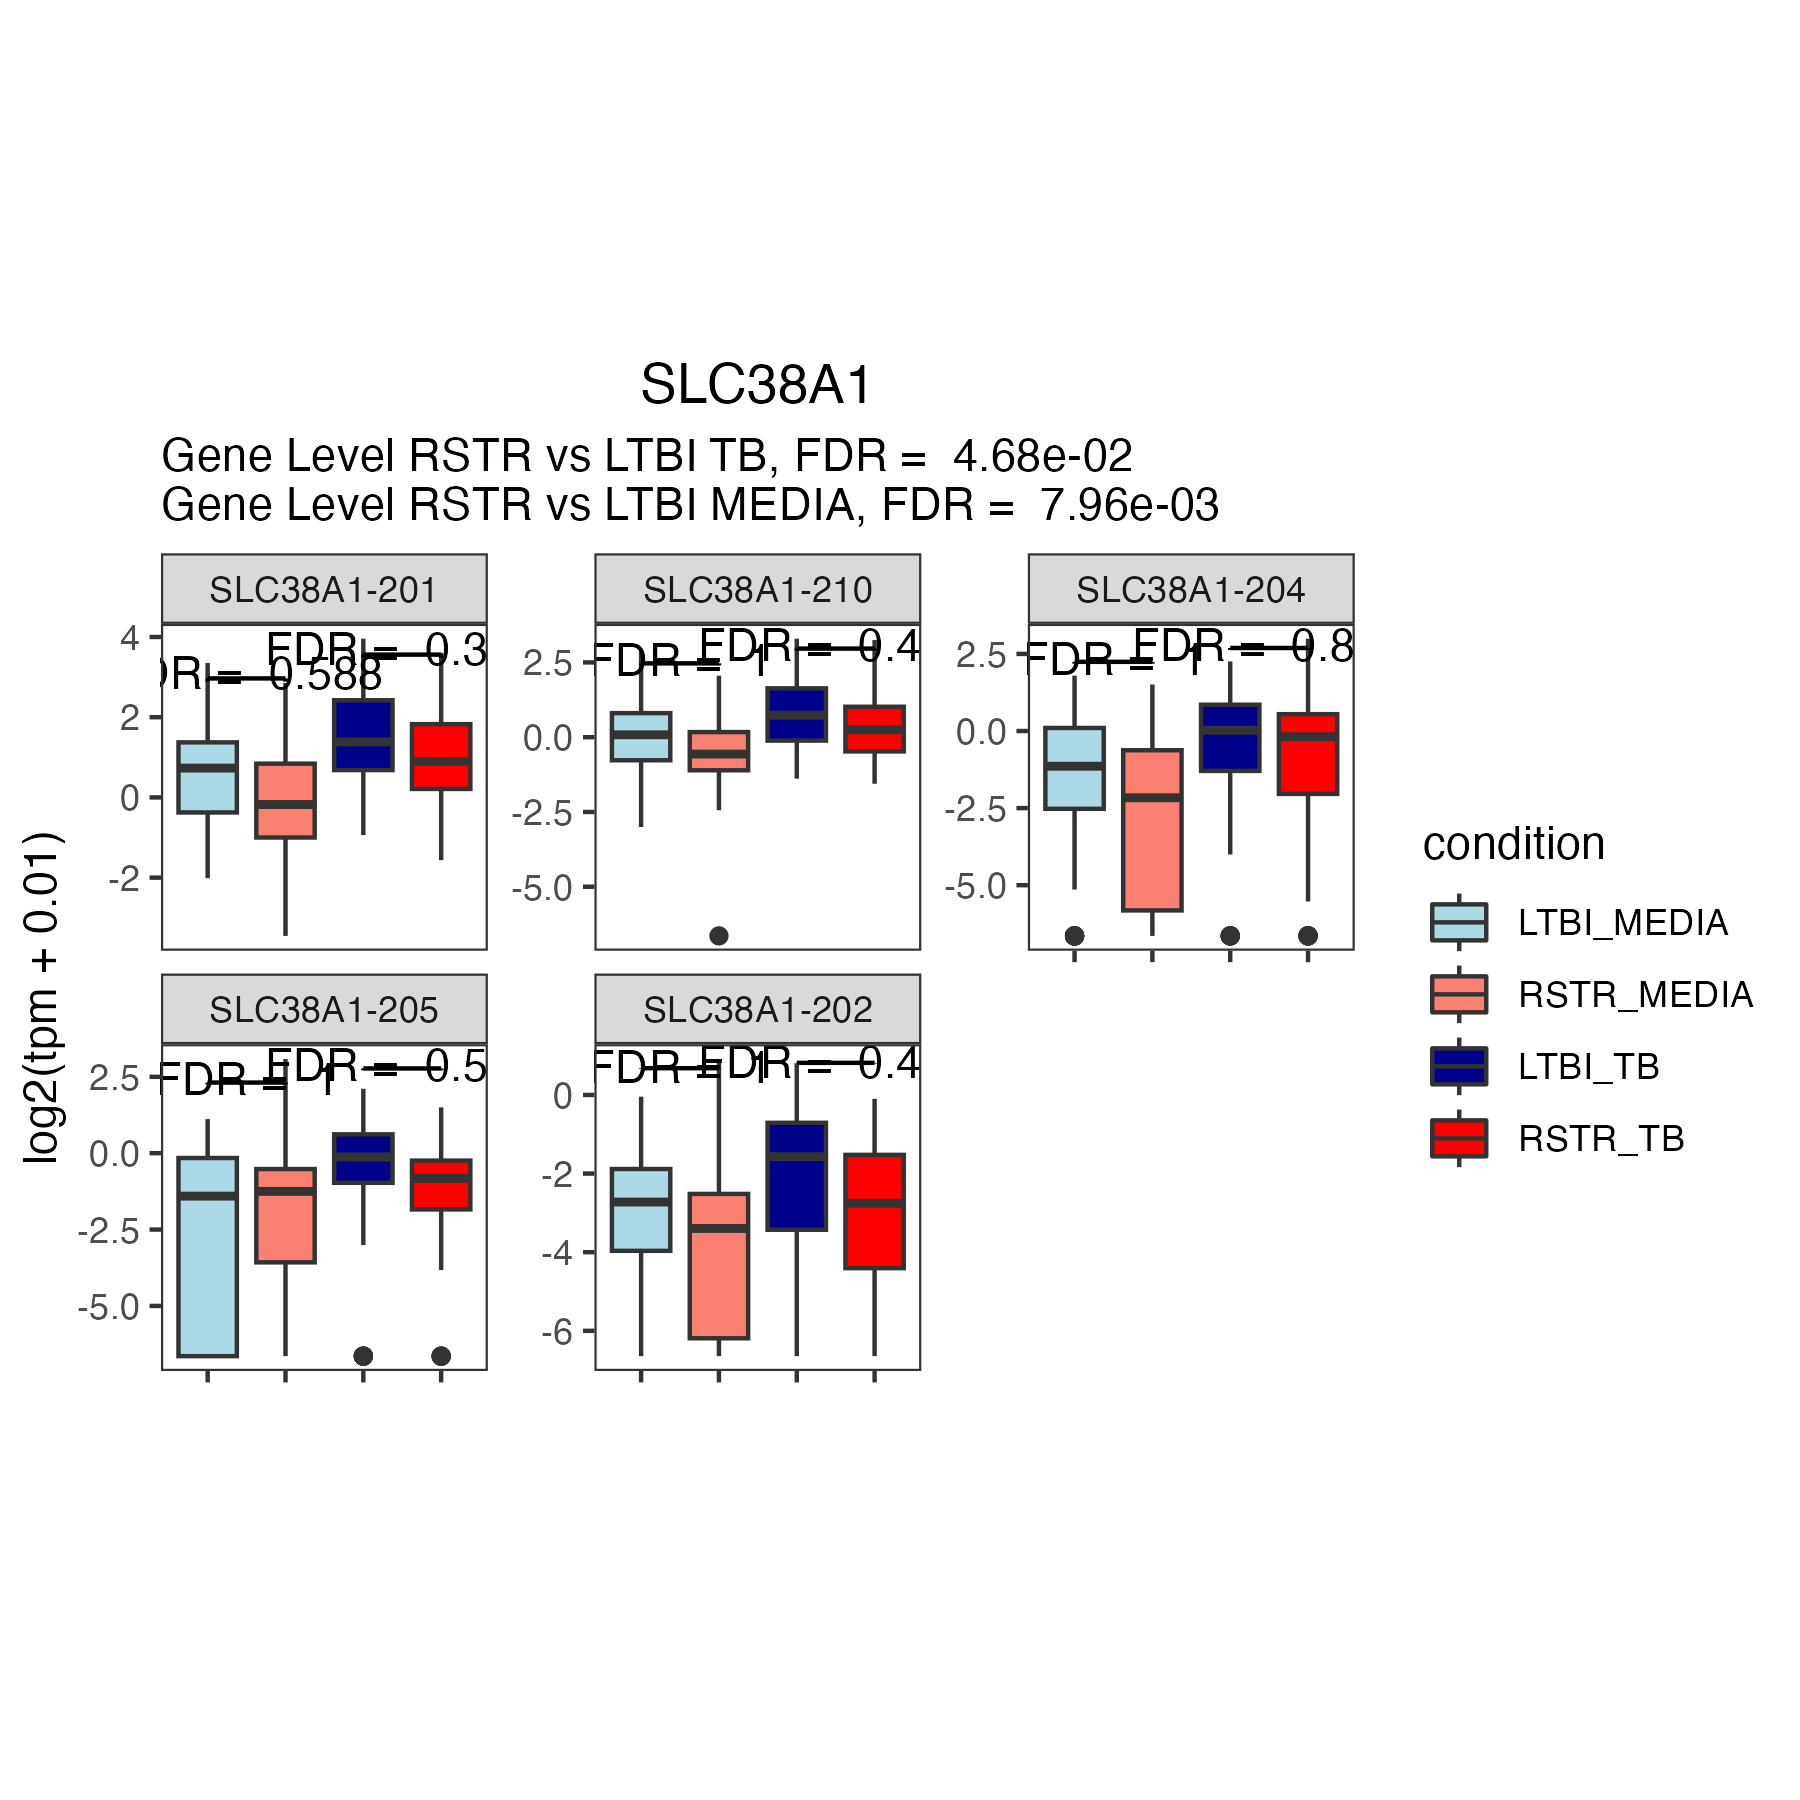 SLC38A1
Gene Level RSTR vs LTBI TB, FDR = 4.68e-02
Gene Level RSTR vs LTBI MEDIA, FDR = 7.96e-03
log2(tpm + 0.01)
SLC38A1-201
4
2
0
-2
DR = 0.588
FDR = 0.3
SLC38A1-210
2.5
0.0
-2.5
-5.0
FDR = 1
FDR = 0.4
SLC38A1-204
2.5
0.0
-2.5
-5.0
FDR = 1
FDR = 0.8
SLC38A1-205
2.5
0.0
-2.5
-5.0
FDR = 1
FDR = 0.5
SLC38A1-202
0
-2
-4
-6
FDR = 1
FDR = 0.4
condition
LTBI_MEDIA
RSTR_MEDIA
LTBI_TB
RSTR_TB